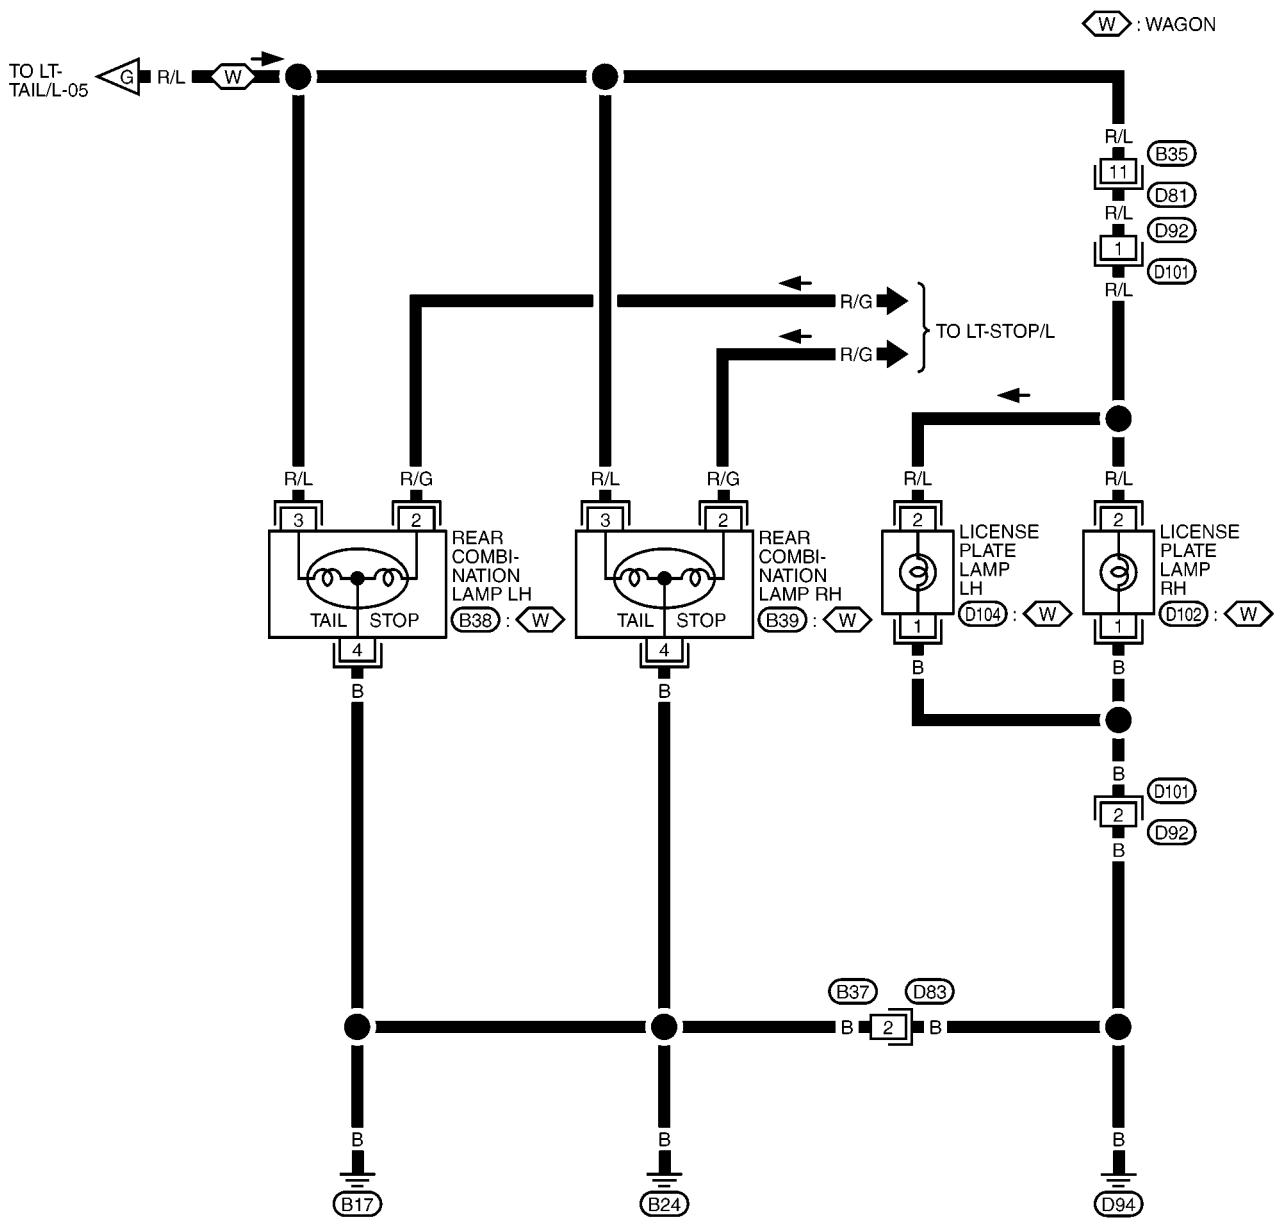 W : WAGON
TO LT-
TAIL/L-05
G R/L W
R/L
B35
11
D81
R/L
D92
1
D101
R/L
R/G
R/G
TO LT-STOP/L
R/L R/G R/L R/G R/L R/L
3 2 3 2 2 2
REAR
COMBI-
NATION
LAMP LH
B38 : W
TAIL STOP
4
B
REAR
COMBI-
NATION
LAMP RH
B39 : W
TAIL STOP
4
B
LICENSE
PLATE
LAMP
LH
D104 : W
1
B
LICENSE
PLATE
LAMP
RH
D102 : W
1
B
B
D101
2
D92
B
B37 D83
B 2 B
B B B
B17 B24 D94